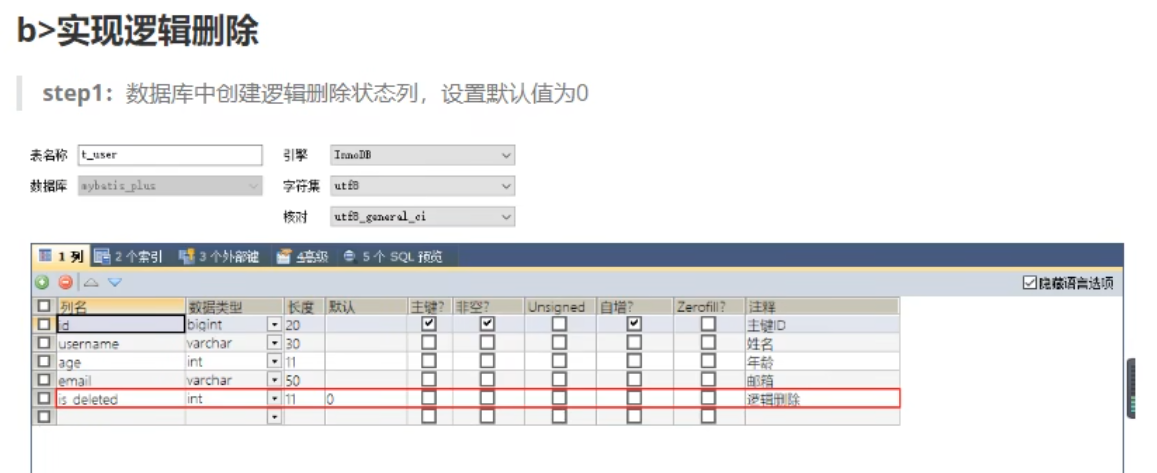 b>实现逻辑删除
step1：数据库中创建逻辑删除状态列，设置默认值为0
表名称 t_user 引擎 InnoDB
数据库 mybatis_plus 字符集 utf8
核对 utf8_general_ci
1 列 2 个索引 3 个外部键 4高级 5 个 SQL 预览
隐藏语言选项
列名 数据类型 长度 默认 主键? 非空? Unsigned 自增? Zerofill? 注释
id bigint 20 主键ID
username varchar 30 姓名
age int 11 年龄
email varchar 50 邮箱
is_deleted int 11 0 逻辑删除